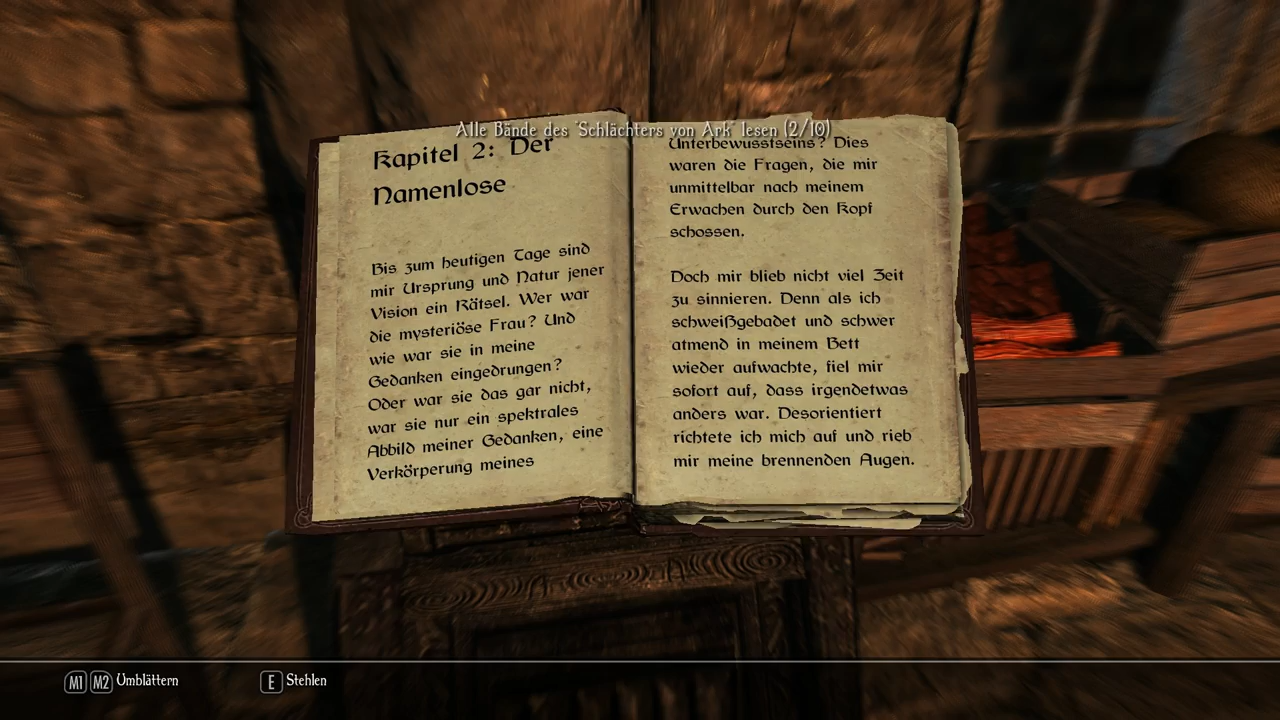 Alle Bände des "Schlächters von Ark" lesen (2/10)
Kapitel 2: Der
Namenlose
Bis zum heutigen Tage sind
mir Ursprung und Natur jener
Vision ein Rätsel. Wer war
die mysteriöse Frau? Und
wie war sie in meine
Gedanken eingedrungen?
Oder war sie das gar nicht,
war sie nur ein spektrales
Abbild meiner Gedanken, eine
Verkörperung meines
Unterbewusstseins? Dies
waren die Fragen, die mir
unmittelbar nach meinem
Erwachen durch den Kopf
schossen.
Doch mir blieb nicht viel Zeit
zu sinnieren. Denn als ich
schweißgebadet und schwer
atmend in meinem Bett
wieder aufwachte, fiel mir
sofort auf, dass irgendetwas
anders war. Desorientiert
richtete ich mich auf und rieb
mir meine brennenden Augen.
M1 M2 Umblättern
E Stehlen